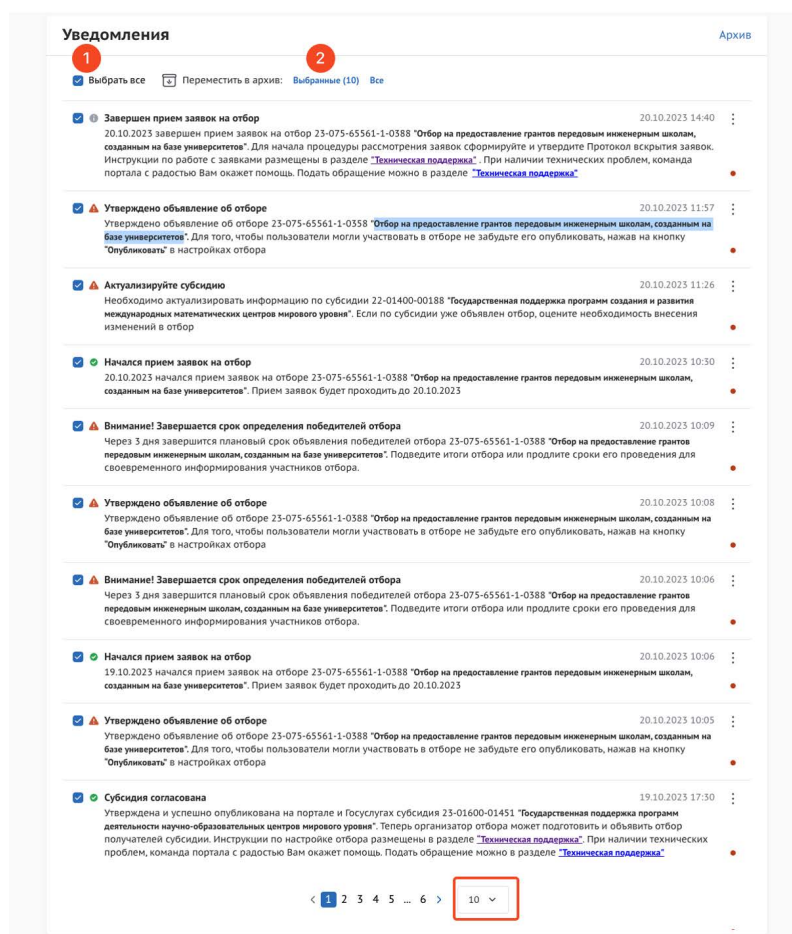 Уведомления
Архив
1
2
Выбрать все Переместить в архив: Выбранные (10) Все
Завершен прием заявок на отбор 20.10.2023 14:40
20.10.2023 завершен прием заявок на отбор 23-075-65561-1-0388 "Отбор на предоставление грантов передовым инженерным школам,
созданным на базе университетов". Для начала процедуры рассмотрения заявок сформируйте и утвердите Протокол вскрытия заявок.
Инструкции по работе с заявками размещены в разделе "Техническая поддержка" . При наличии технических проблем, команда
портала с радостью Вам окажет помощь. Подать обращение можно в разделе "Техническая поддержка"
Утверждено объявление об отборе 20.10.2023 11:57
Утверждено объявление об отборе 23-075-65561-1-0358 "Отбор на предоставление грантов передовым инженерным школам, созданным на
базе университетов". Для того, чтобы пользователи могли участвовать в отборе не забудьте его опубликовать, нажав на кнопку
"Опубликовать" в настройках отбора
Актуализируйте субсидию 20.10.2023 11:26
Необходимо актуализировать информацию по субсидии 22-01400-00188 "Государственная поддержка программ создания и развития
международных математических центров мирового уровня". Если по субсидии уже объявлен отбор, оцените необходимость внесения
изменений в отбор
Начался прием заявок на отбор 20.10.2023 10:30
20.10.2023 начался прием заявок на отборе 23-075-65561-1-0388 "Отбор на предоставление грантов передовым инженерным школам,
созданным на базе университетов". Прием заявок будет проходить до 20.10.2023
Внимание! Завершается срок определения победителей отбора 20.10.2023 10:09
Через 3 дня завершится плановый срок объявления победителей отбора 23-075-65561-1-0388 "Отбор на предоставление грантов
передовым инженерным школам, созданным на базе университетов". Подведите итоги отбора или продлите сроки его проведения для
своевременного информирования участников отбора.
Утверждено объявление об отборе 20.10.2023 10:08
Утверждено объявление об отборе 23-075-65561-1-0388 "Отбор на предоставление грантов передовым инженерным школам, созданным на
базе университетов". Для того, чтобы пользователи могли участвовать в отборе не забудьте его опубликовать, нажав на кнопку
"Опубликовать" в настройках отбора
Внимание! Завершается срок определения победителей отбора 20.10.2023 10:06
Через 3 дня завершится плановый срок объявления победителей отбора 23-075-65561-1-0388 "Отбор на предоставление грантов
передовым инженерным школам, созданным на базе университетов". Подведите итоги отбора или продлите сроки его проведения для
своевременного информирования участников отбора.
Начался прием заявок на отбор 20.10.2023 10:06
19.10.2023 начался прием заявок на отборе 23-075-65561-1-0388 "Отбор на предоставление грантов передовым инженерным школам,
созданным на базе университетов". Прием заявок будет проходить до 20.10.2023
Утверждено объявление об отборе 20.10.2023 10:05
Утверждено объявление об отборе 23-075-65561-1-0388 "Отбор на предоставление грантов передовым инженерным школам, созданным на
базе университетов". Для того, чтобы пользователи могли участвовать в отборе не забудьте его опубликовать, нажав на кнопку
"Опубликовать" в настройках отбора
Субсидия согласована 19.10.2023 17:30
Утверждена и успешно опубликована на портале и Госуслугах субсидия 23-01600-01451 "Государственная поддержка программ
деятельности научно-образовательных центров мирового уровня". Теперь организатор отбора может подготовить и объявить отбор
получателей субсидии. Инструкции по настройке отбора размещены в разделе "Техническая поддержка". При наличии технических
проблем, команда портала с радостью Вам окажет помощь. Подать обращение можно в разделе "Техническая поддержка"
< 1 2 3 4 5 ... 6 > 10